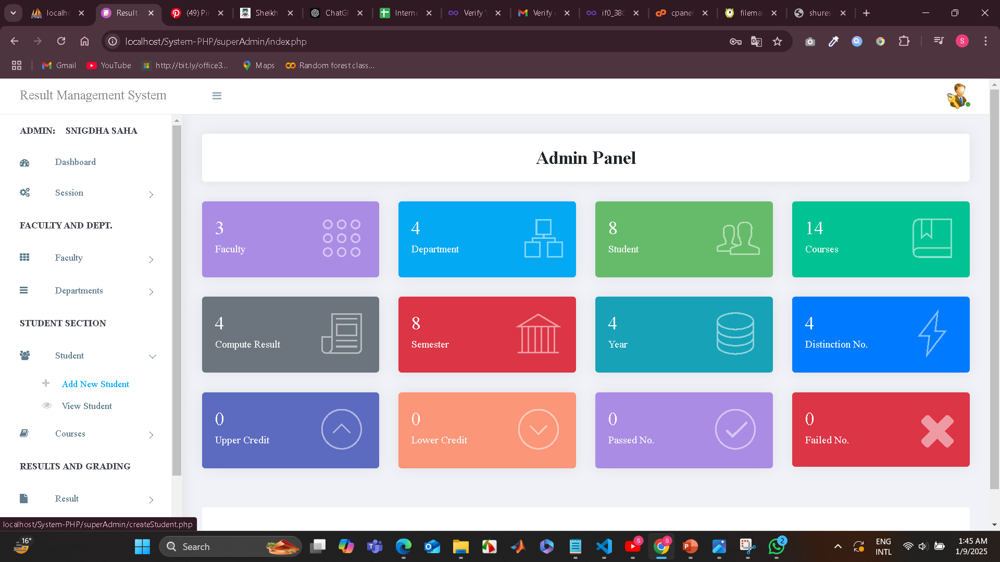 localho
Result
(49) Pi
Sheikh
ChatG
Interne
Verify
Verify e
if0_380
cpanel
filema
shures
localhost/System-PHP/superAdmin/index.php
S
Gmail
YouTube
http://bit.ly/office3...
Maps
Random forest class...
Result Management System
ADMIN: SNIGDHA SAHA
Dashboard
Session
FACULTY AND DEPT.
Faculty
Departments
STUDENT SECTION
Student
Add New Student
View Student
Courses
RESULTS AND GRADING
Result
Admin Panel
3
Faculty
4
Department
8
Student
14
Courses
4
Compute Result
8
Semester
4
Year
4
Distinction No.
0
Upper Credit
0
Lower Credit
0
Passed No.
0
Failed No.
localhost/System-PHP/superAdmin/createStudent.php
16°
Search
S
S
2
ENG
INTL
1:45 AM
1/9/2025